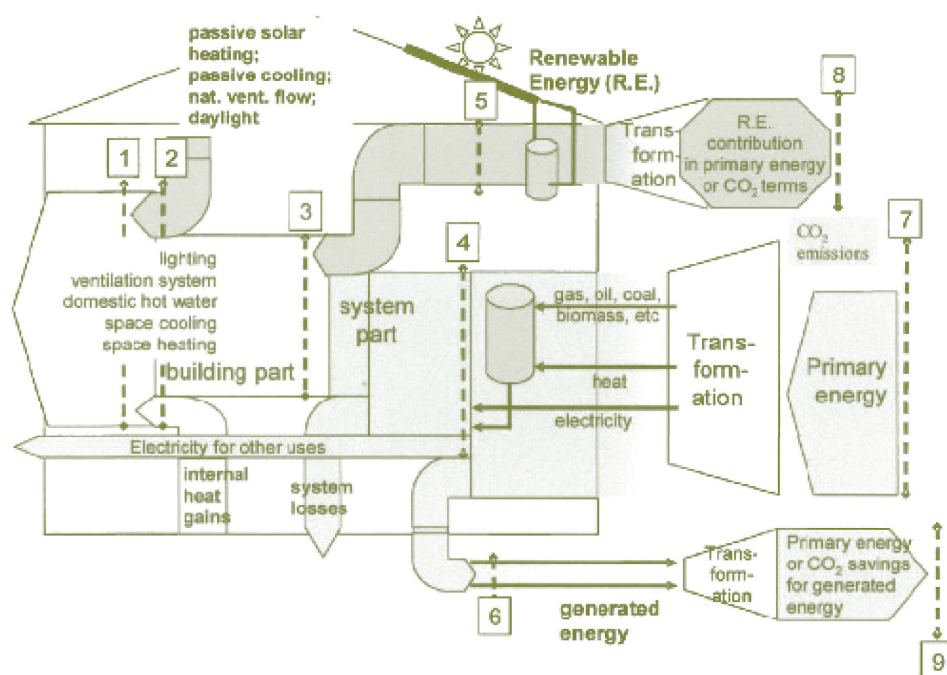 passive solar
heating;
passive cooling;
nat. vent. flow;
daylight
Renewable
Energy (R.E.)
1
2
3
4
5
8
7
Trans-
form-
ation
R.E.
contribution
in primary energy
or CO₂ terms
CO₂
emissions
lighting
ventilation system
domestic hot water
space cooling
space heating
building part
system
part
gas, oil, coal,
biomass, etc
heat
electricity
Trans-
form-
ation
Primary
energy
Electricity for other uses
internal
heat
gains
system
losses
6
generated
energy
Trans-
form-
ation
Primary energy
or CO₂ savings
for generated
energy
9